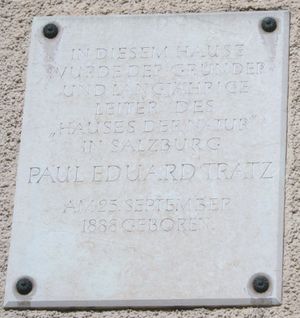 IN DIESEM HAUSE
WURDE DER GRÜNDER
UND LANGJÄHRIGE
LEITER DES
„HAUSES DER NATUR"
IN SALZBURG
PAUL EDUARD TRATZ
AM 25. SEPTEMBER
1888 GEBOREN